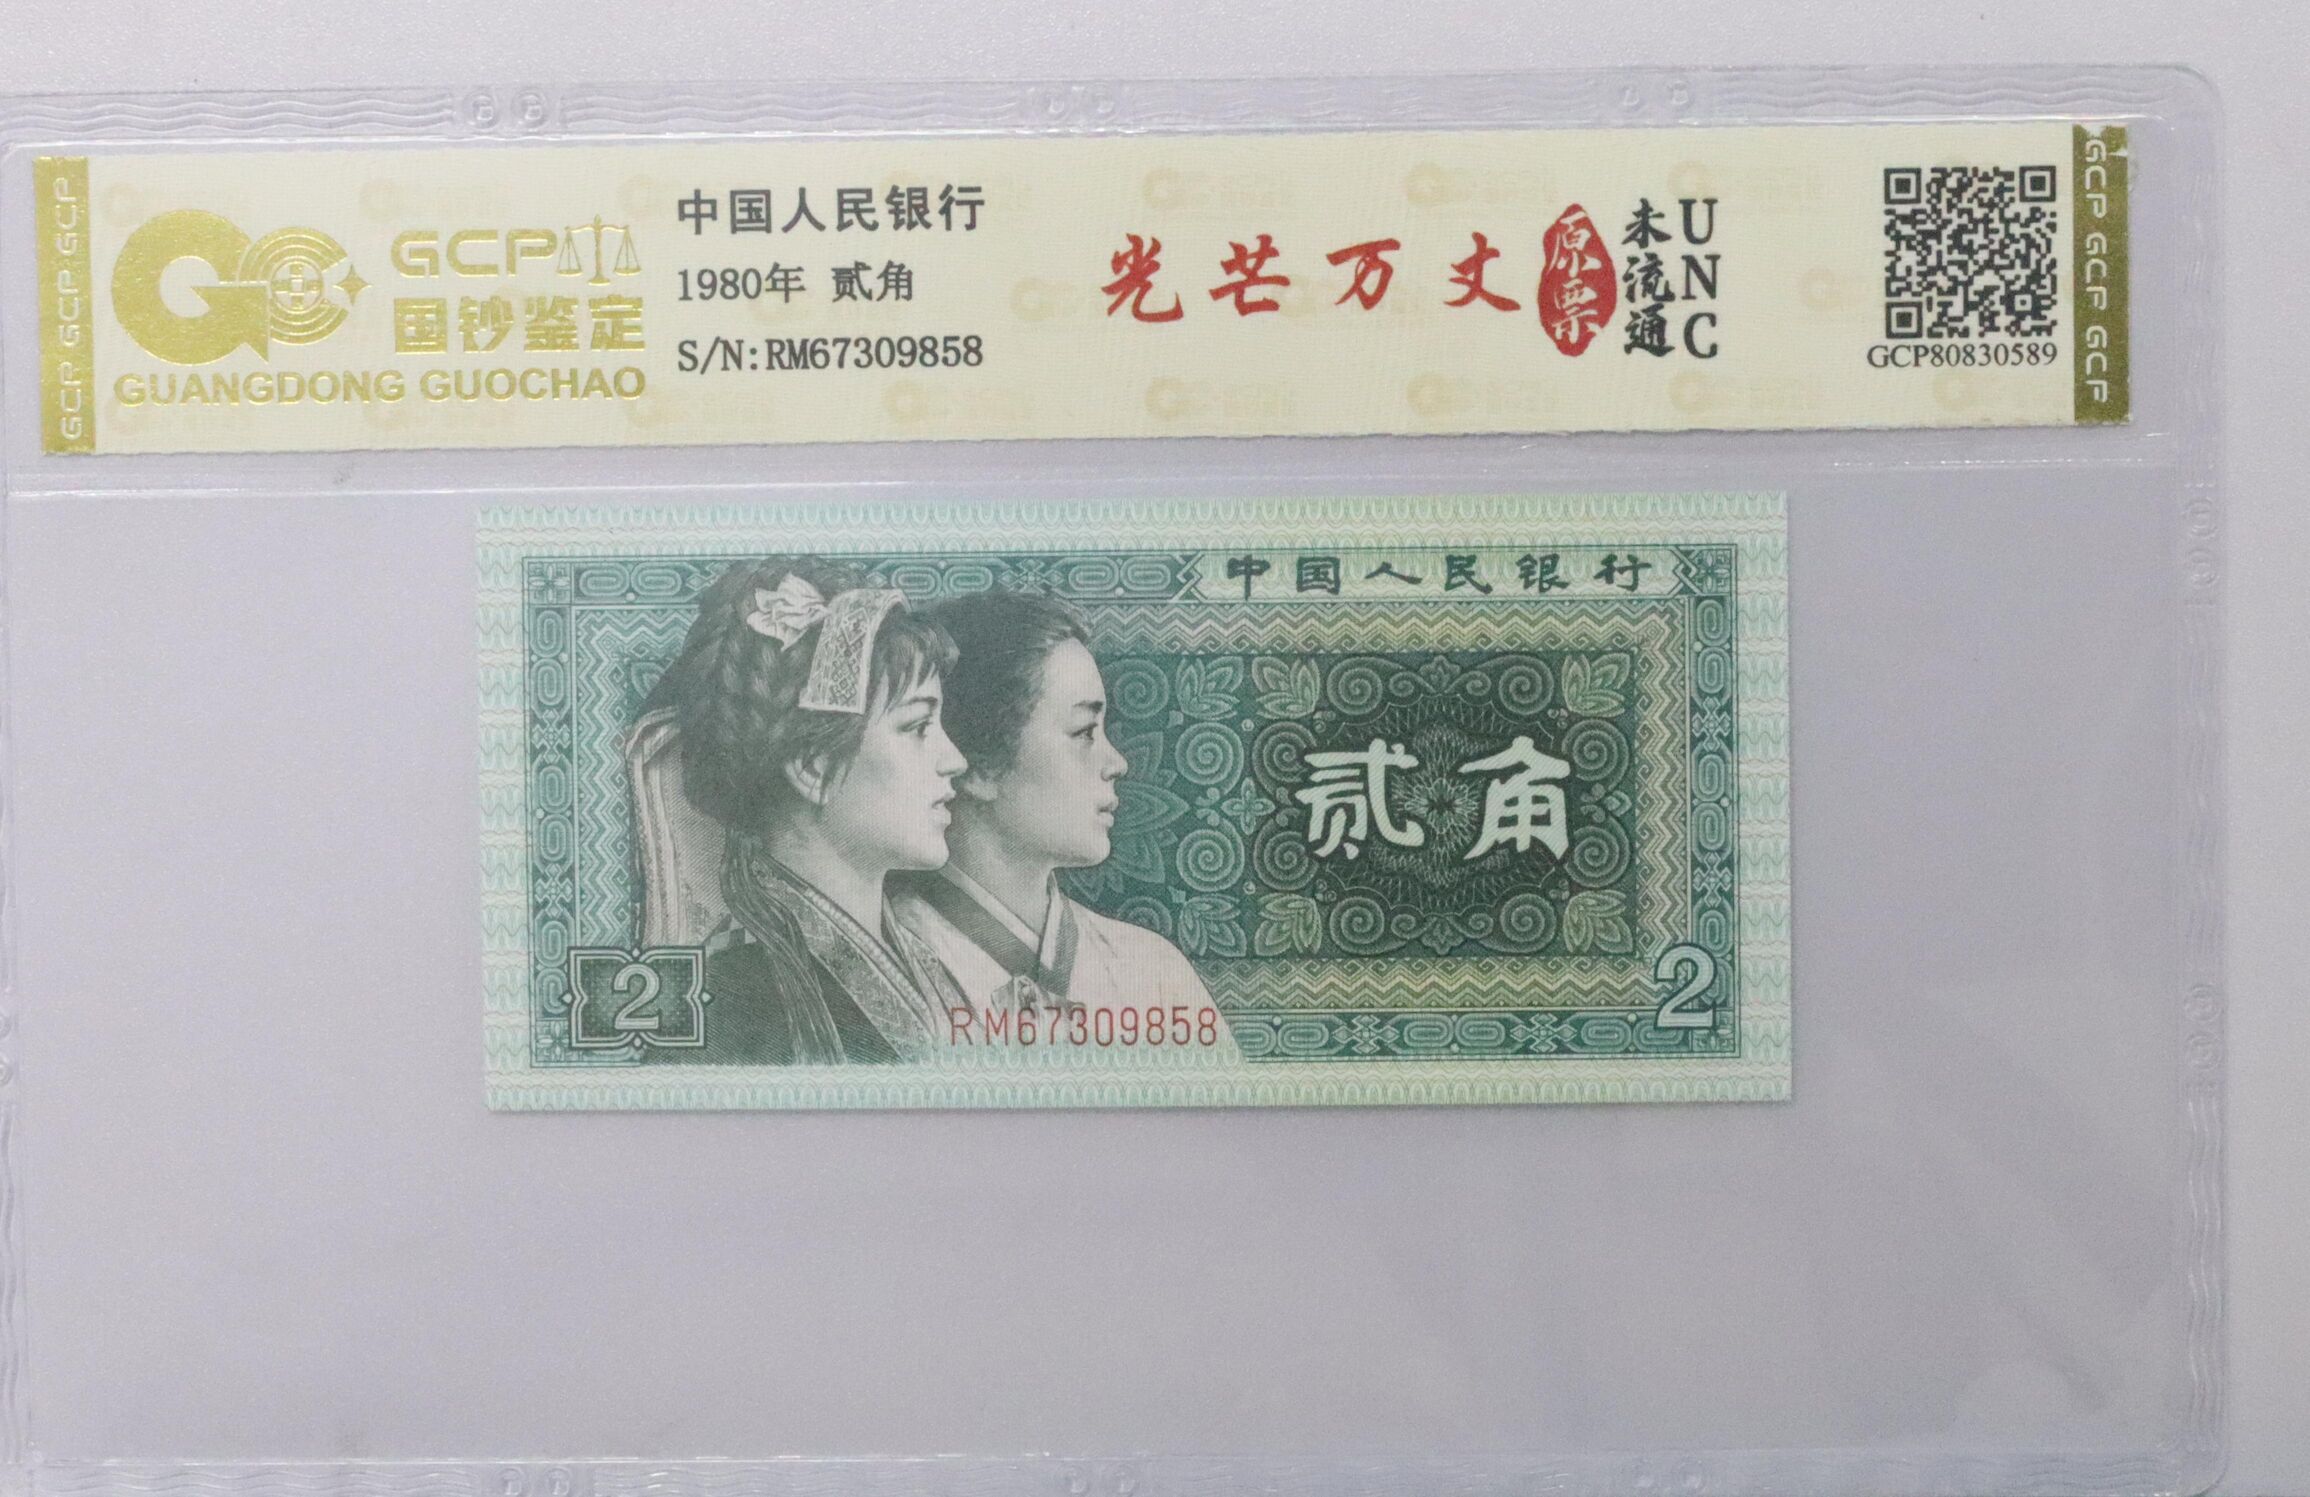 GCP GCP GCP
GCP
国钞鉴定
GUANGDONG GUOCHAO
中国人民银行
1980年 贰角
S/N:RM67309858
光芒万丈
原票
未流通
UNC
GCP80830589
GCP GCP GCP GCP
中国人民银行
贰角
2
2
RM67309858